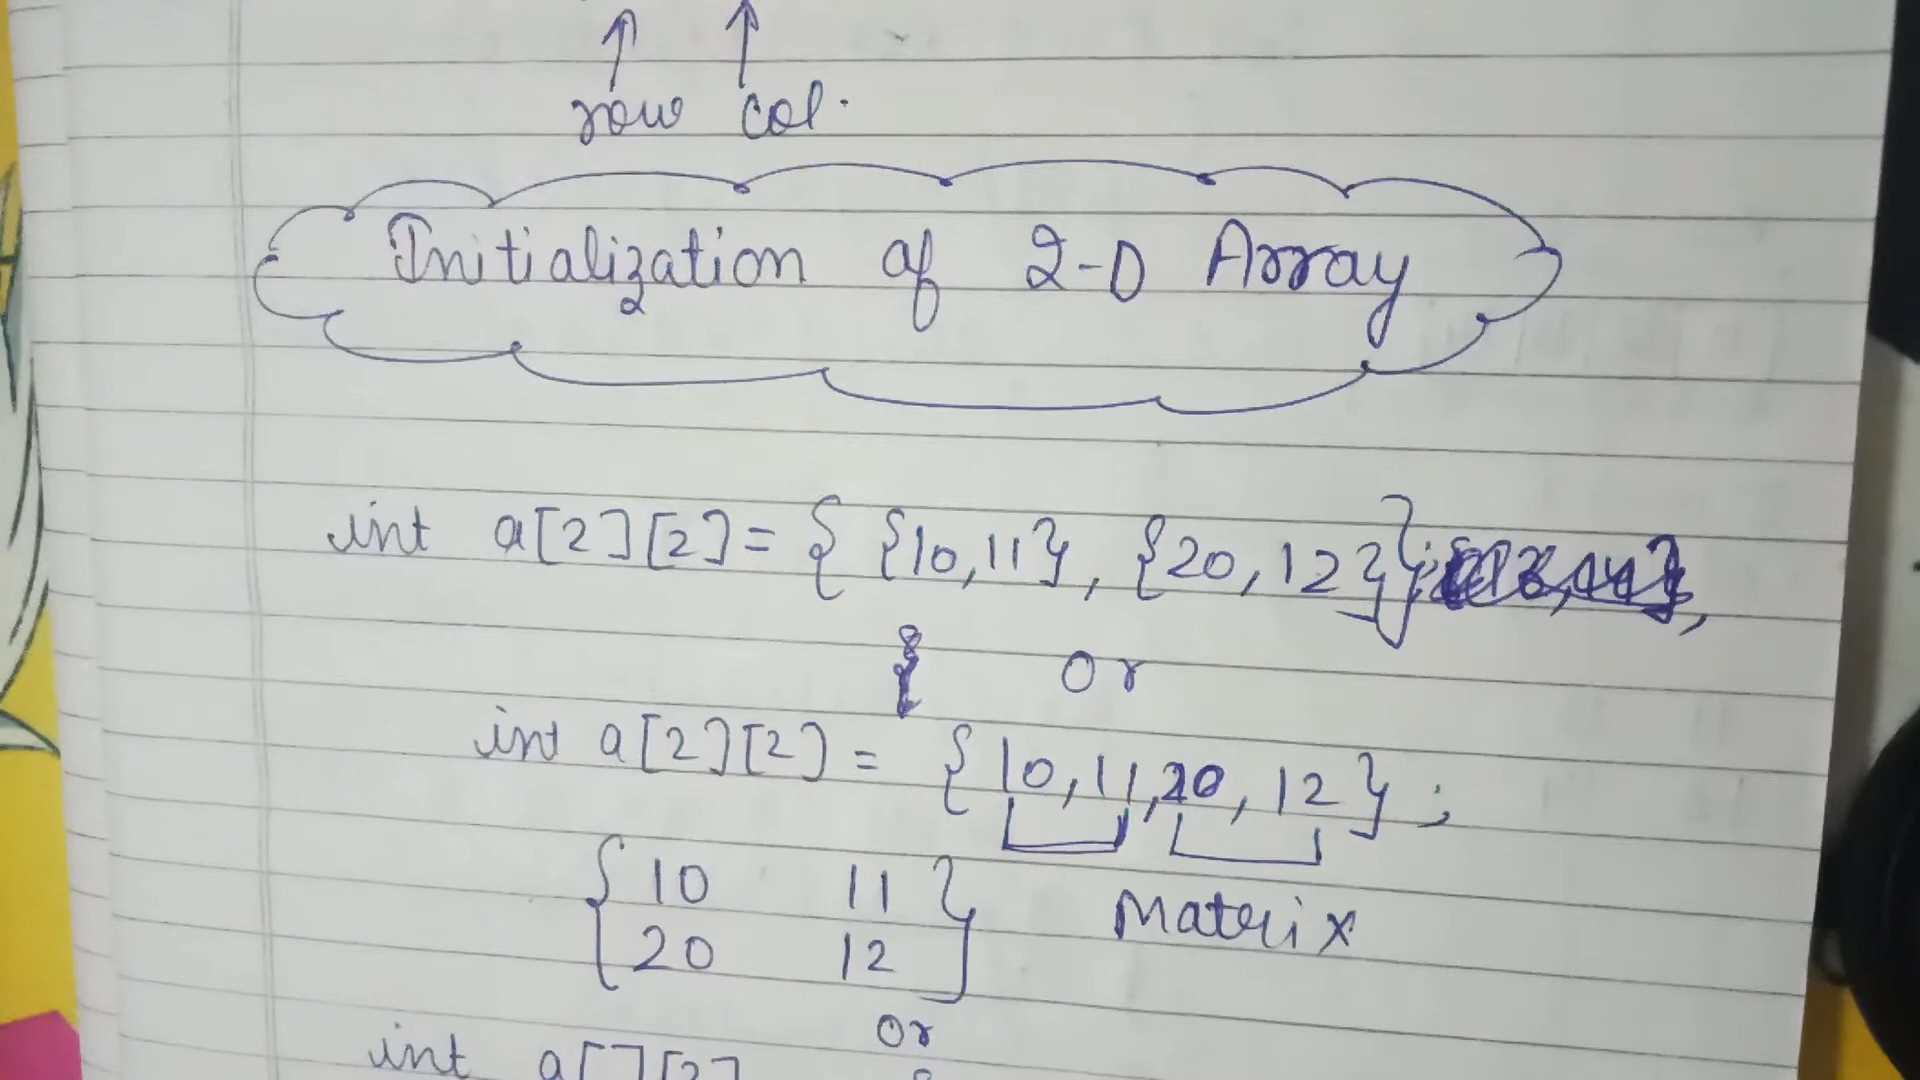 row col.
Initialization of 2-D Array
int a[2][2] = { {10,11}, {20,12}};
or
int a[2][2] = {10,11,20,12};
{10 11}
[20 12]
Matrix
or
int a[][2]